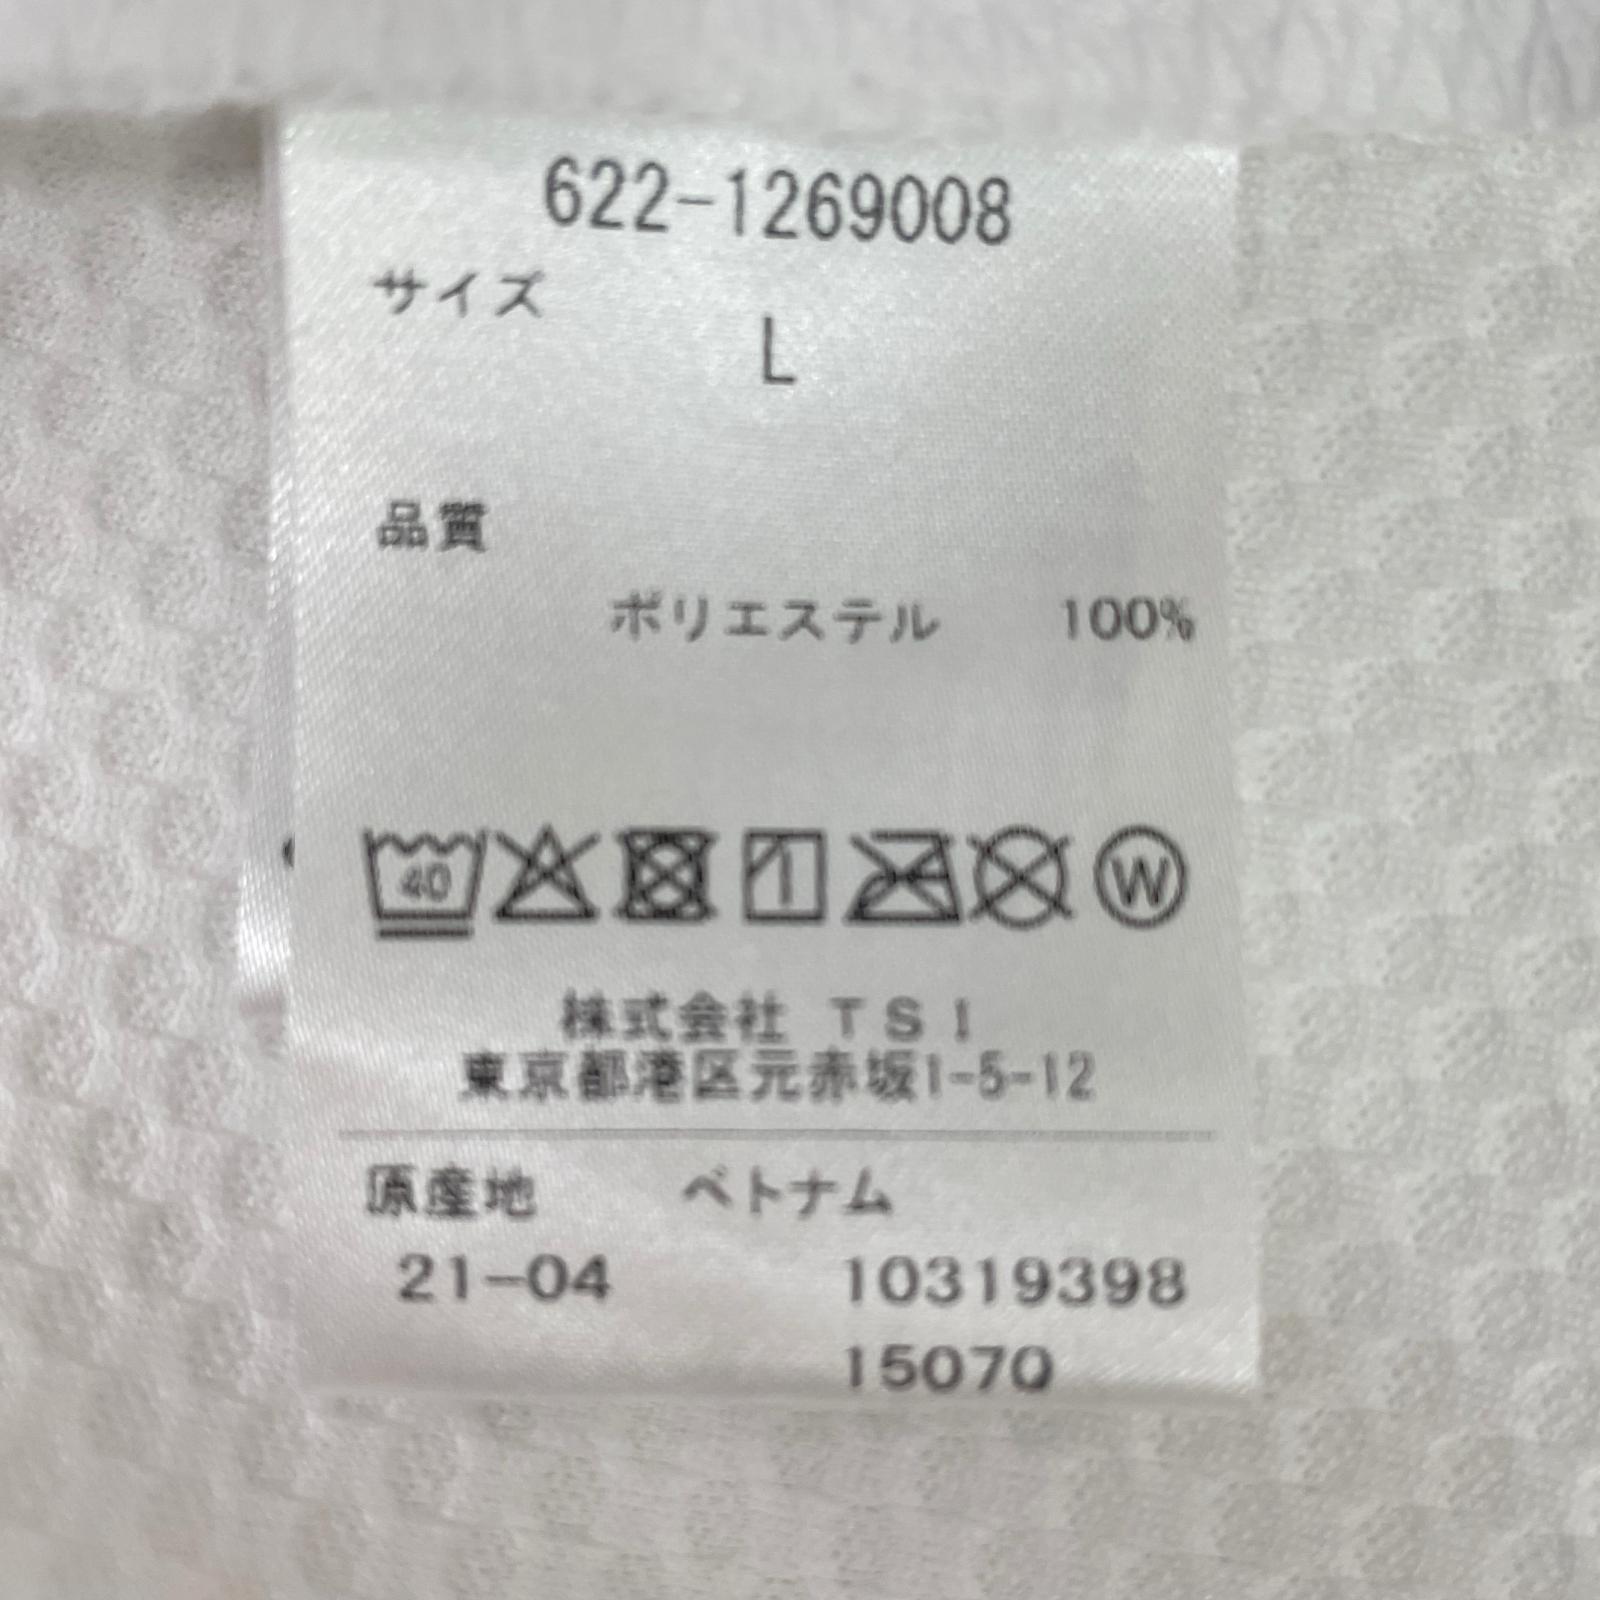 622-1269008
サイズ
L
品質
ポリエステル 100%
40
W
株式会社 TSI
東京都港区元赤坂1-5-12
原産地 ベトナム
21-04 10319398
15070